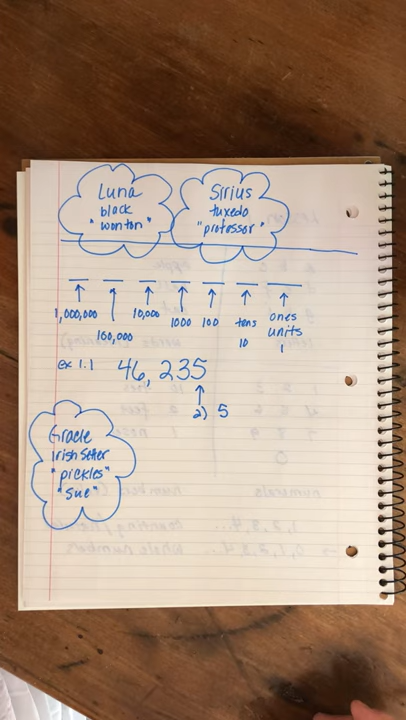 Luna
black
"wonton"
Sirius
tuxedo
"professor"
1,000,000
100,000
10,000
1000
100
tens
10
ones
units
1
ex 1.1 46,235
a) 5
Gracie
Irish Setter
"pickles"
"Sue"